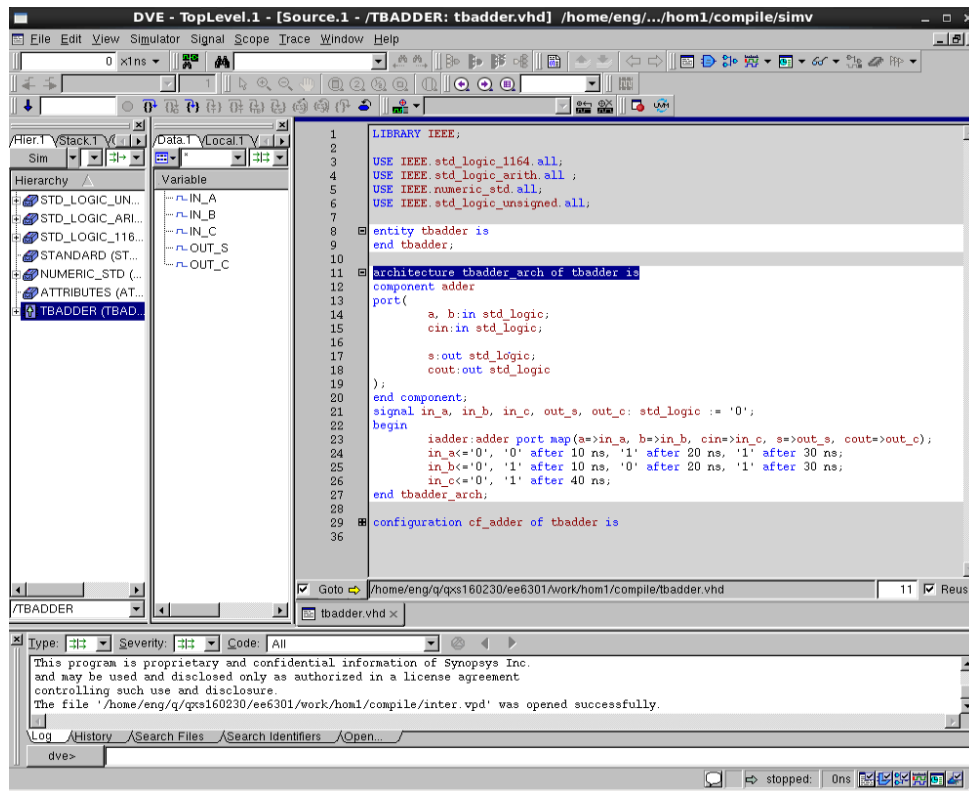 DVE - TopLevel.1 - [Source.1 - /TBADDER: tbadder.vhd]  /home/eng/.../hom1/compile/simv
File Edit View Simulator Signal Scope Trace Window Help
0 x1ns
1
Hier.1 Stack.1
Data.1 Local.1
Sim
*
Hierarchy
Variable
STD_LOGIC_UN...
STD_LOGIC_ARI...
STD_LOGIC_116...
STANDARD (ST...
NUMERIC_STD (...
ATTRIBUTES (AT...
TBADDER (TBAD...
IN_A
IN_B
IN_C
OUT_S
OUT_C
1 LIBRARY IEEE;
2
3 USE IEEE.std_logic_1164.all;
4 USE IEEE.std_logic_arith.all ;
5 USE IEEE.numeric_std.all;
6 USE IEEE.std_logic_unsigned.all;
7
8 entity tbadder is
9 end tbadder;
10
11 architecture tbadder_arch of tbadder is
12 component adder
13 port(
14 a, b:in std_logic;
15 cin:in std_logic;
16
17 s:out std_logic;
18 cout:out std_logic
19 );
20 end component;
21 signal in_a, in_b, in_c, out_s, out_c: std_logic := '0';
22 begin
23 iadder:adder port map(a=>in_a, b=>in_b, cin=>in_c, s=>out_s, cout=>out_c);
24 in_a<='0', '0' after 10 ns, '1' after 20 ns, '1' after 30 ns;
25 in_b<='0', '1' after 10 ns, '0' after 20 ns, '1' after 30 ns;
26 in_c<='0', '1' after 40 ns;
27 end tbadder_arch;
28
29 configuration cf_adder of tbadder is
36
/TBADDER
Goto /home/eng/q/qxs160230/ee6301/work/hom1/compile/tbadder.vhd 11 Reus
tbadder.vhd
Type: Severity: Code: All
This program is proprietary and confidential information of Synopsys Inc.
and may be used and disclosed only as authorized in a license agreement
controlling such use and disclosure.
The file '/home/eng/q/qxs160230/ee6301/work/hom1/compile/inter.vpd' was opened successfully.
Log History Search Files Search Identifiers Open...
dve>
stopped: 0ns